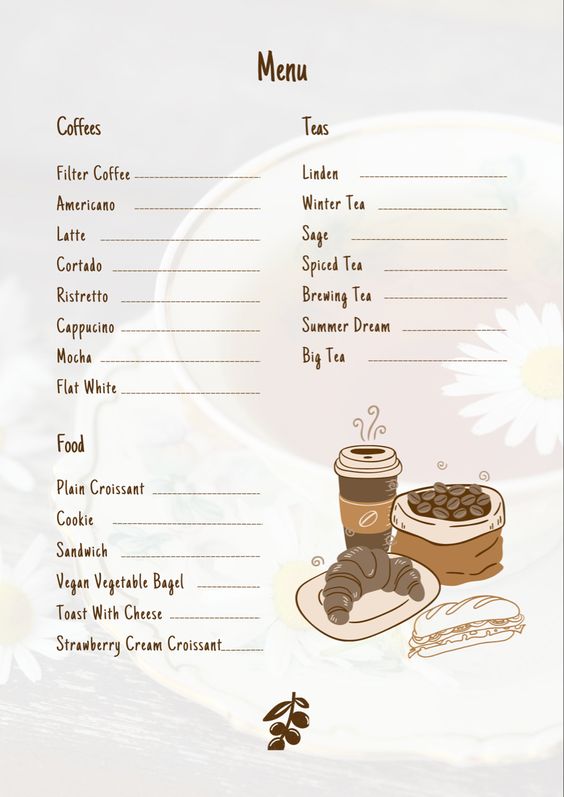 Menu
Coffees
Filter Coffee
Americano
Latte
Cortado
Ristretto
Cappucino
Mocha
Flat White
Teas
Linden
Winter Tea
Sage
Spiced Tea
Brewing Tea
Summer Dream
Big Tea
Food
Plain Croissant
Cookie
Sandwich
Vegan Vegetable Bagel
Toast With Cheese
Strawberry Cream Croissant